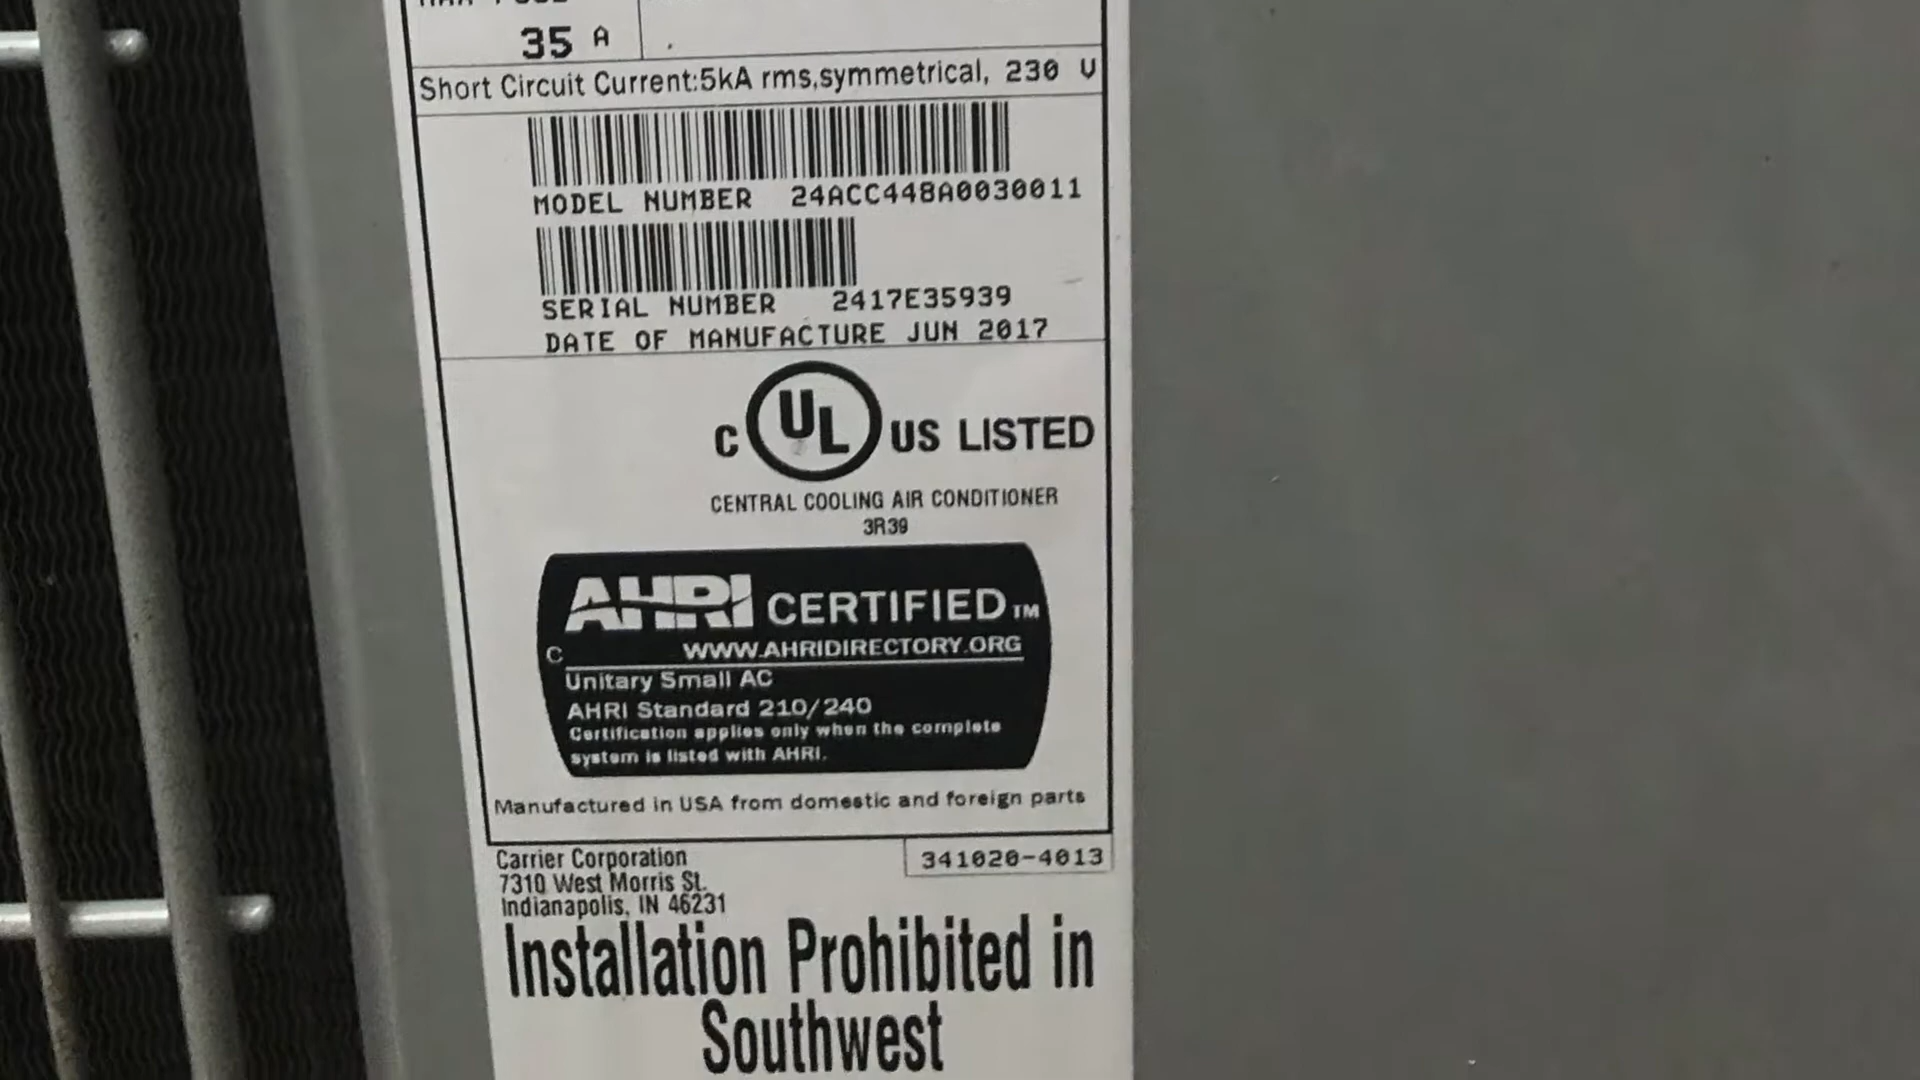 35 A
Short Circuit Current:5kA rms,symmetrical, 230 V
MODEL NUMBER 24ACC448A0030011
SERIAL NUMBER 2417E35939
DATE OF MANUFACTURE JUN 2017
C UL US LISTED
CENTRAL COOLING AIR CONDITIONER
3R39
AHRI CERTIFIED TM
C WWW.AHRIDIRECTORY.ORG
Unitary Small AC
AHRI Standard 210/240
Certification applies only when the complete
system is listed with AHRI.
Manufactured in USA from domestic and foreign parts
Carrier Corporation
7310 West Morris St.
Indianapolis, IN 46231
341020-4013
Installation Prohibited in
Southwest